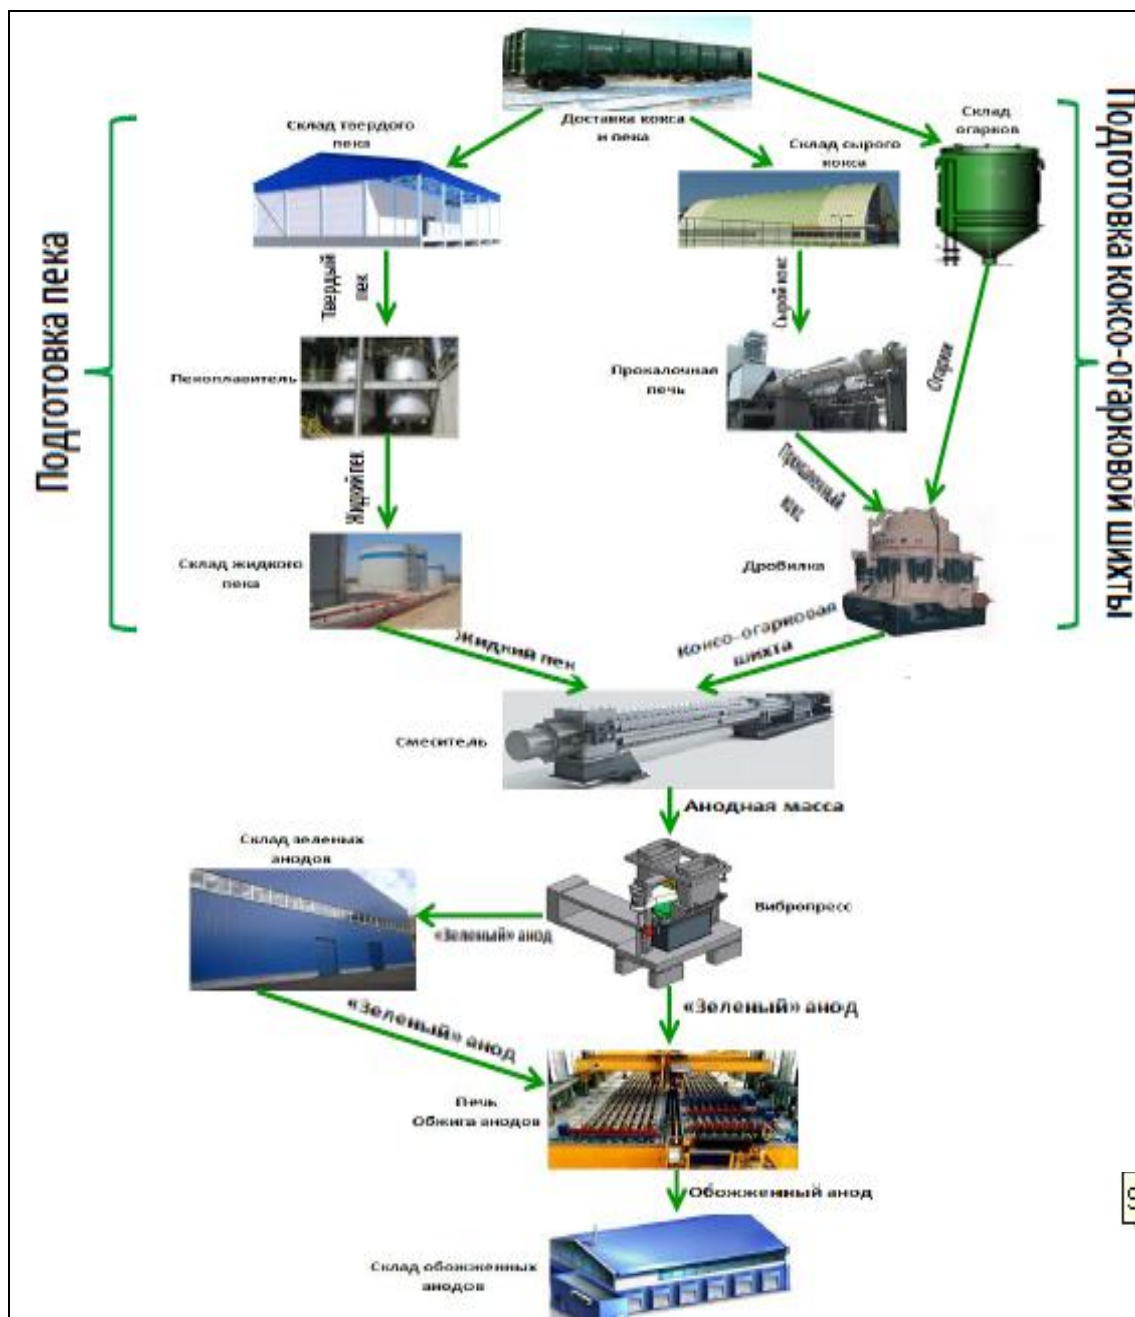 Доставка кокса
и пека
Склад твердого
пека
Склад сырого
кокса
Склад
огарков
Подготовка пека
Подготовка коксо-огарковой шихты
Твердый
пек
Сырой кокс
Огарки
Пекоплавитель
Прокалочная
печь
Жидкий пек
Прокаленный
кокс
Склад жидкого
пека
Дробилка
Жидкий пек
Коксо-огарковая
шихта
Смеситель
Анодная масса
Склад зеленых
анодов
Вибропресс
«Зеленый» анод
«Зеленый» анод
«Зеленый» анод
Печь
Обжига анодов
Обожженный анод
Склад обожженных
анодов